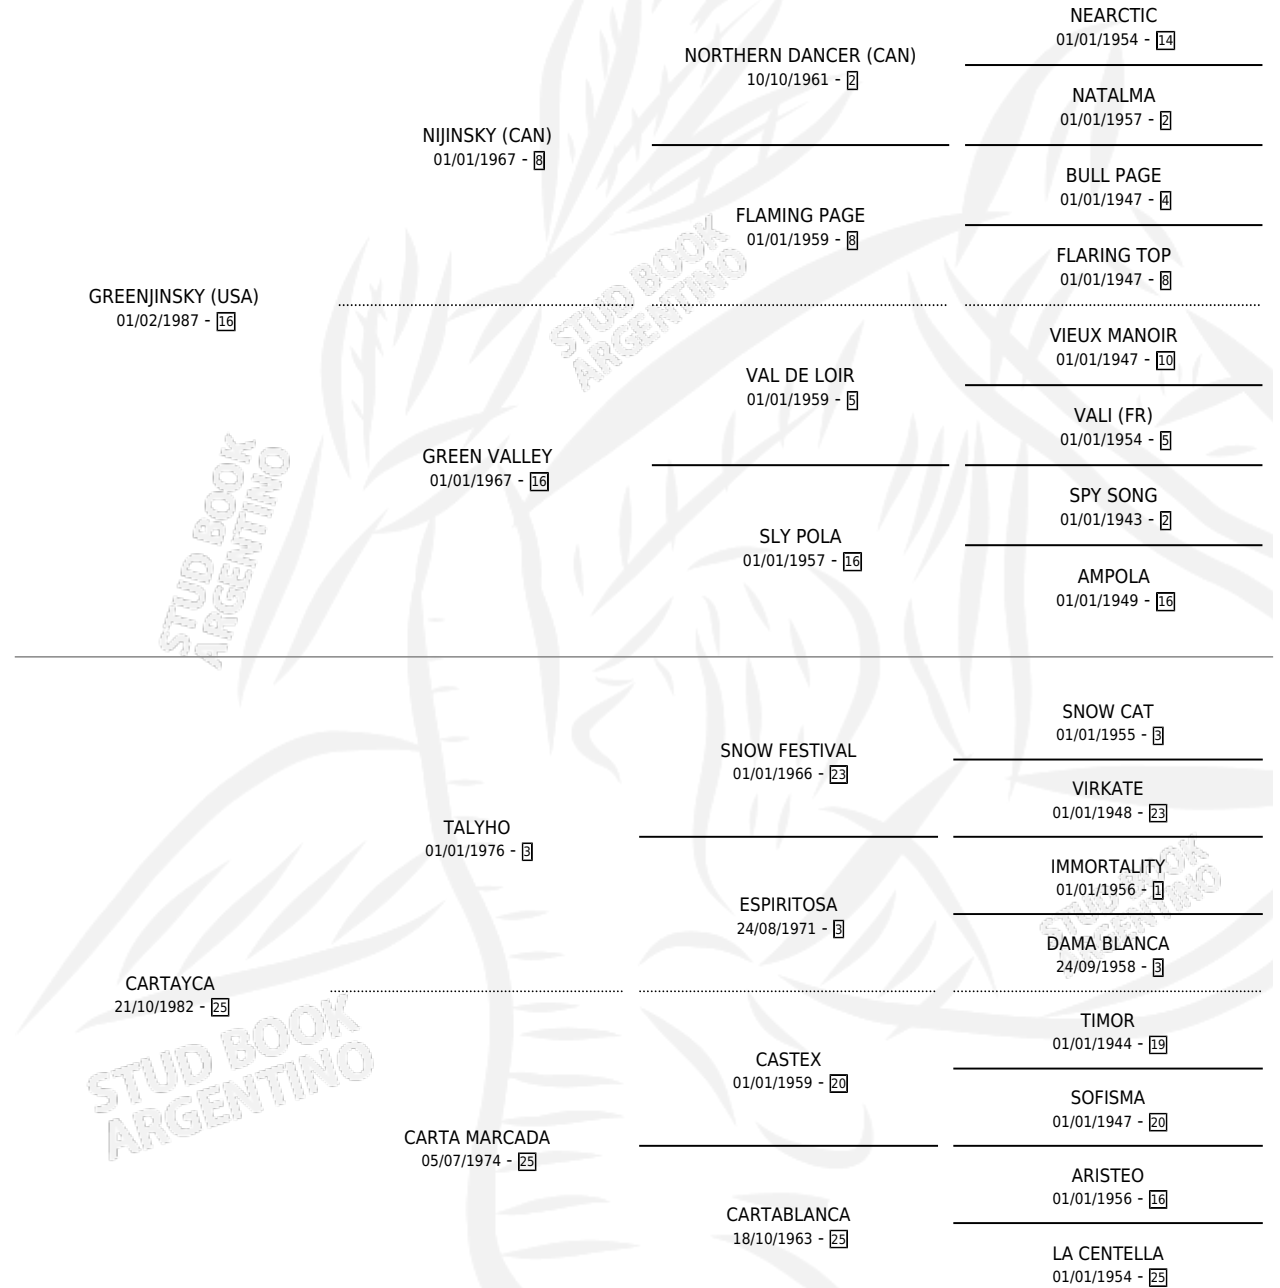 NEARCTIC
01/01/1954 - 14
NORTHERN DANCER (CAN)
10/10/1961 - 2
NATALMA
01/01/1957 - 2
NIJINSKY (CAN)
01/01/1967 - 8
BULL PAGE
01/01/1947 - 4
FLAMING PAGE
01/01/1959 - 8
FLARING TOP
01/01/1947 - 8
GREENJINSKY (USA)
01/02/1987 - 16
STUD BOOK
ARGENTINO
VIEUX MANOIR
01/01/1947 - 10
VAL DE LOIR
01/01/1959 - 5
VALI (FR)
01/01/1954 - 5
GREEN VALLEY
01/01/1967 - 16
SPY SONG
01/01/1943 - 2
SLY POLA
01/01/1957 - 16
AMPOLA
01/01/1949 - 16
STUD BOOK
ARGENTINO
SNOW CAT
01/01/1955 - 3
SNOW FESTIVAL
01/01/1966 - 23
VIRKATE
01/01/1948 - 23
TALYHO
01/01/1976 - 3
IMMORTALITY
01/01/1956 - 1
ESPIRITOSA
24/08/1971 - 3
STUD BOOK
ARGENTINO
DAMA BLANCA
24/09/1958 - 3
CARTAYCA
21/10/1982 - 25
STUD BOOK
ARGENTINO
TIMOR
01/01/1944 - 19
CASTEX
01/01/1959 - 20
SOFISMA
01/01/1947 - 20
CARTA MARCADA
05/07/1974 - 25
ARISTEO
01/01/1956 - 16
CARTABLANCA
18/10/1963 - 25
LA CENTELLA
01/01/1954 - 25